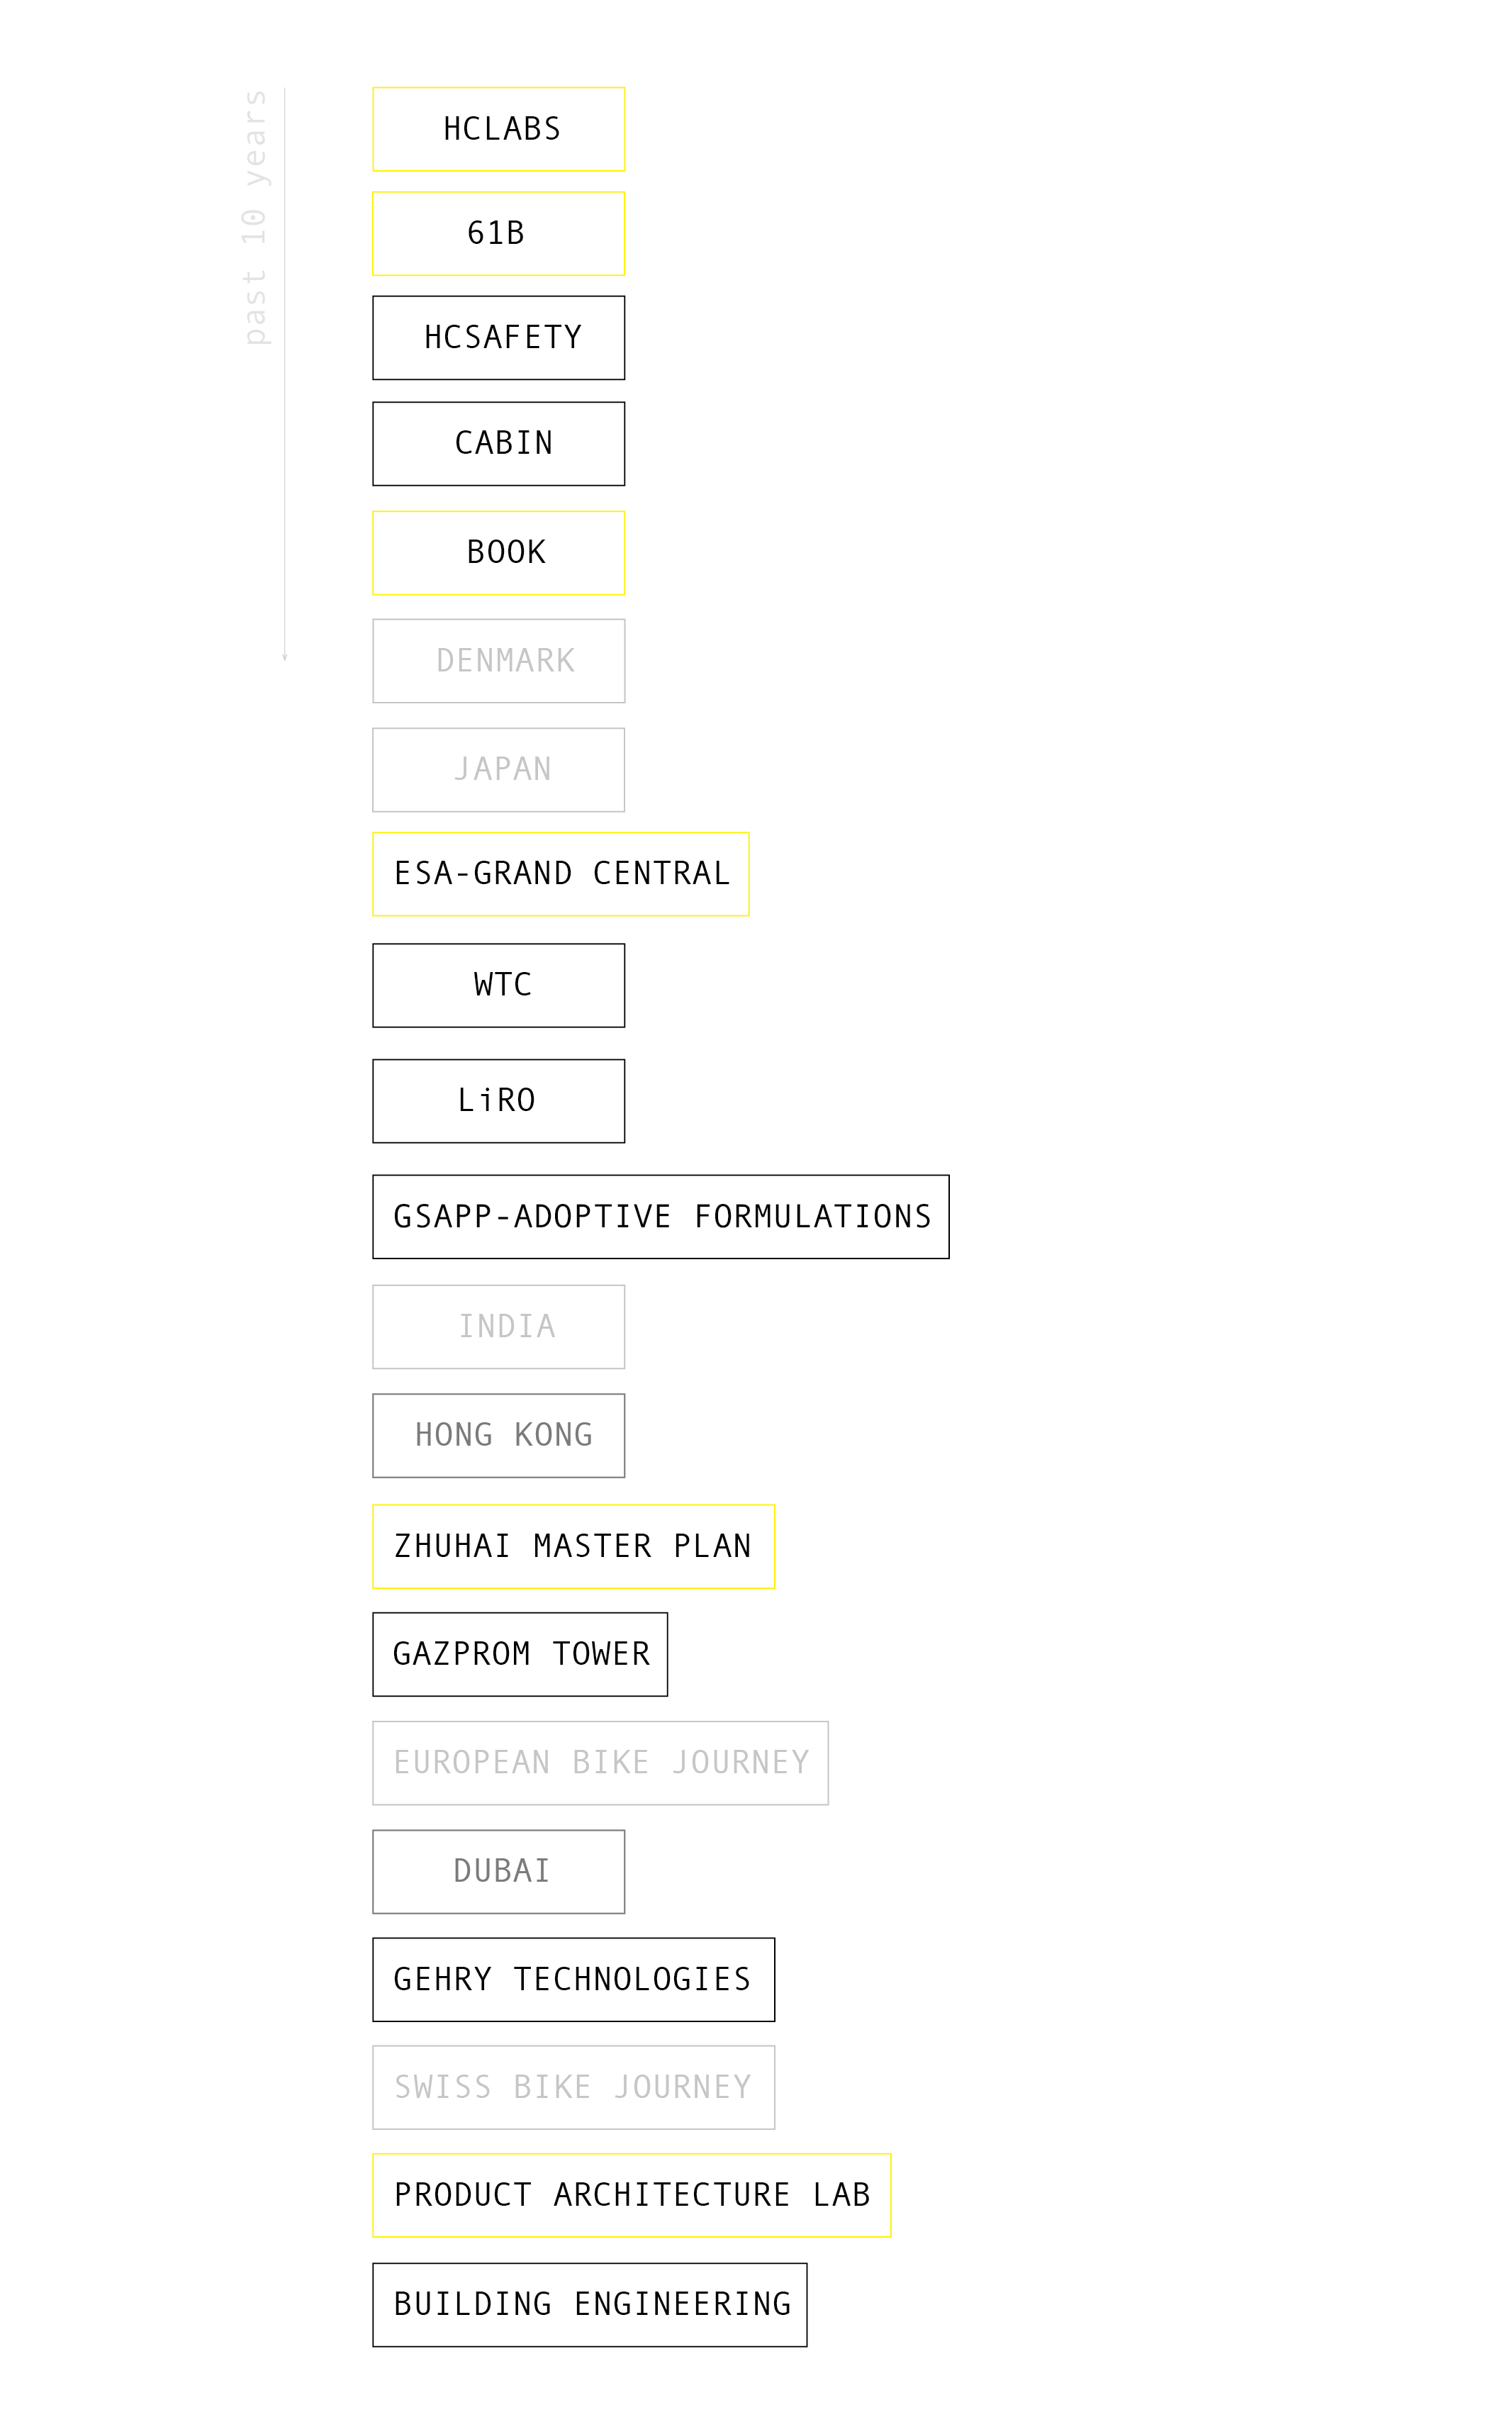 past 10 years
HCLABS
61B
HCSAFETY
CABIN
BOOK
DENMARK
JAPAN
ESA-GRAND CENTRAL
WTC
LiRO
GSAPP-ADOPTIVE FORMULATIONS
INDIA
HONG KONG
ZHUHAI MASTER PLAN
GAZPROM TOWER
EUROPEAN BIKE JOURNEY
DUBAI
GEHRY TECHNOLOGIES
SWISS BIKE JOURNEY
PRODUCT ARCHITECTURE LAB
BUILDING ENGINEERING